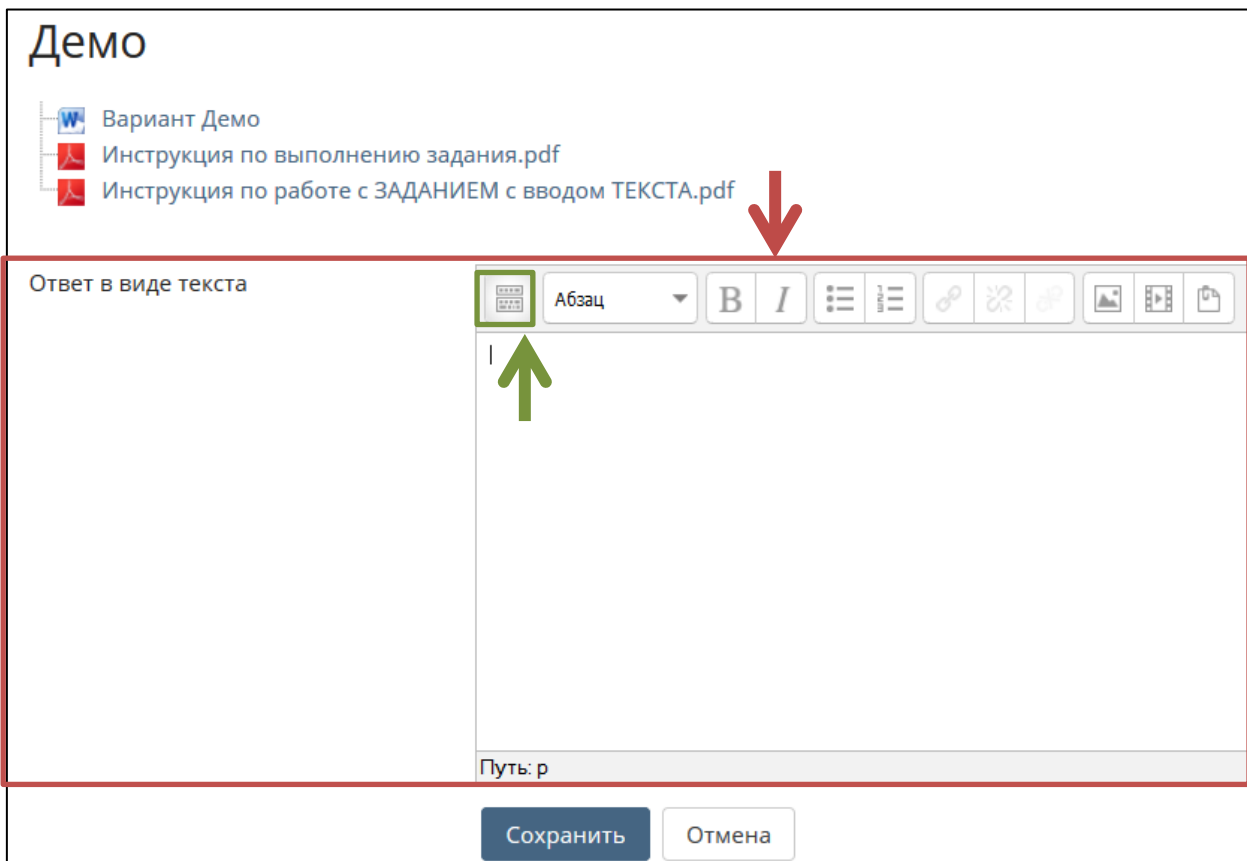 Демо
Вариант Демо
Инструкция по выполнению задания.pdf
Инструкция по работе с ЗАДАНИЕМ с вводом ТЕКСТА.pdf
Ответ в виде текста
Абзац B I
Путь: p
Сохранить Отмена